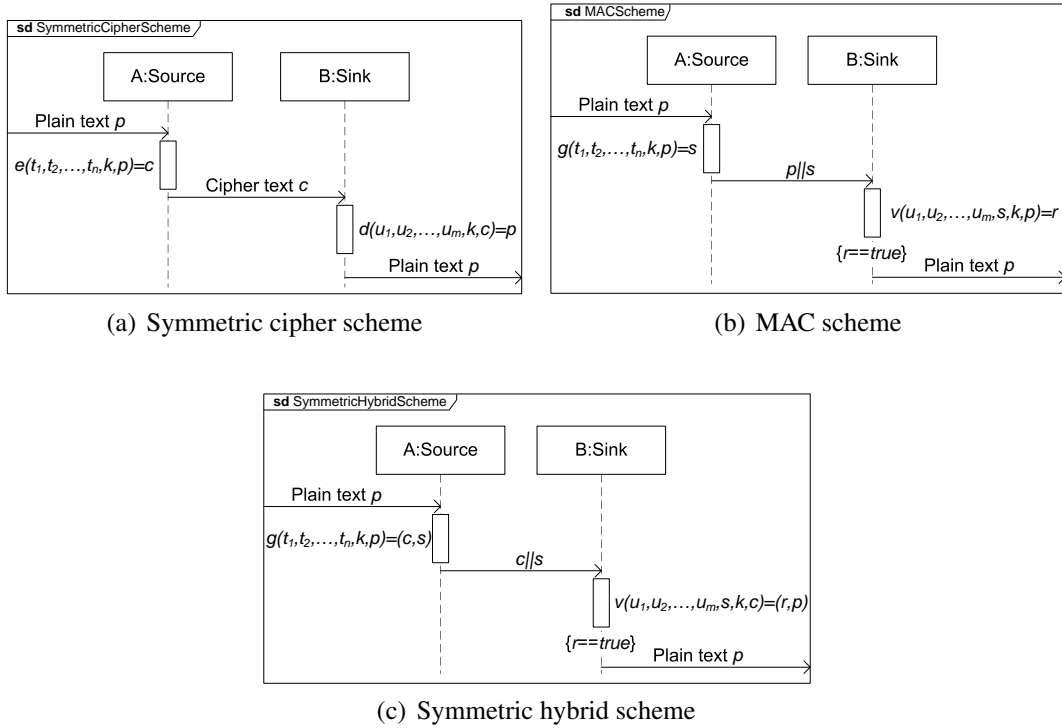 sd SymmetricCipherScheme
A:Source
B:Sink
Plain text p
e(t1,t2,…,tn,k,p)=c
Cipher text c
d(u1,u2,…,um,k,c)=p
Plain text p
(a) Symmetric cipher scheme
sd MACScheme
A:Source
B:Sink
Plain text p
g(t1,t2,…,tn,k,p)=s
p||s
v(u1,u2,…,um,s,k,p)=r
{r==true}
Plain text p
(b) MAC scheme
sd SymmetricHybridScheme
A:Source
B:Sink
Plain text p
g(t1,t2,…,tn,k,p)=(c,s)
c||s
v(u1,u2,…,um,s,k,c)=(r,p)
{r==true}
Plain text p
(c) Symmetric hybrid scheme